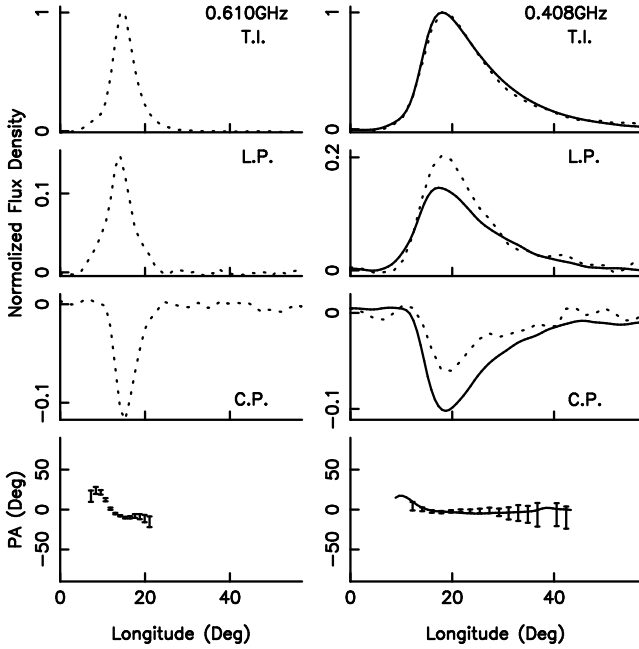 0.610GHz
T.I.
1
0
L.P.
0.1
0
C.P.
0
−0.1
50
0
−50
0 20 40
Longitude (Deg)
Normalized Flux Density
PA (Deg)
0.408GHz
T.I.
1
0
L.P.
0.2
0
C.P.
0
−0.1
50
0
−50
0 20 40
Longitude (Deg)